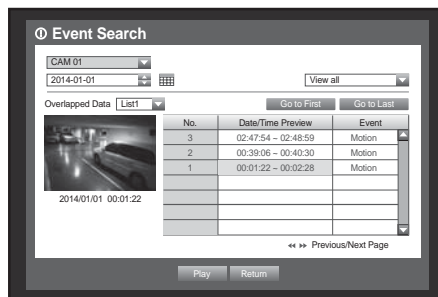 Event Search
CAM 01
2014-01-01
View all
Overlapped Data List1 Go to First Go to Last
No. Date/Time Preview Event
3 02:47:54 ~ 02:48:59 Motion
2 00:39:06 ~ 00:40:30 Motion
1 00:01:22 ~ 00:02:28 Motion
2014/01/01 00:01:22
Previous/Next Page
Play Return